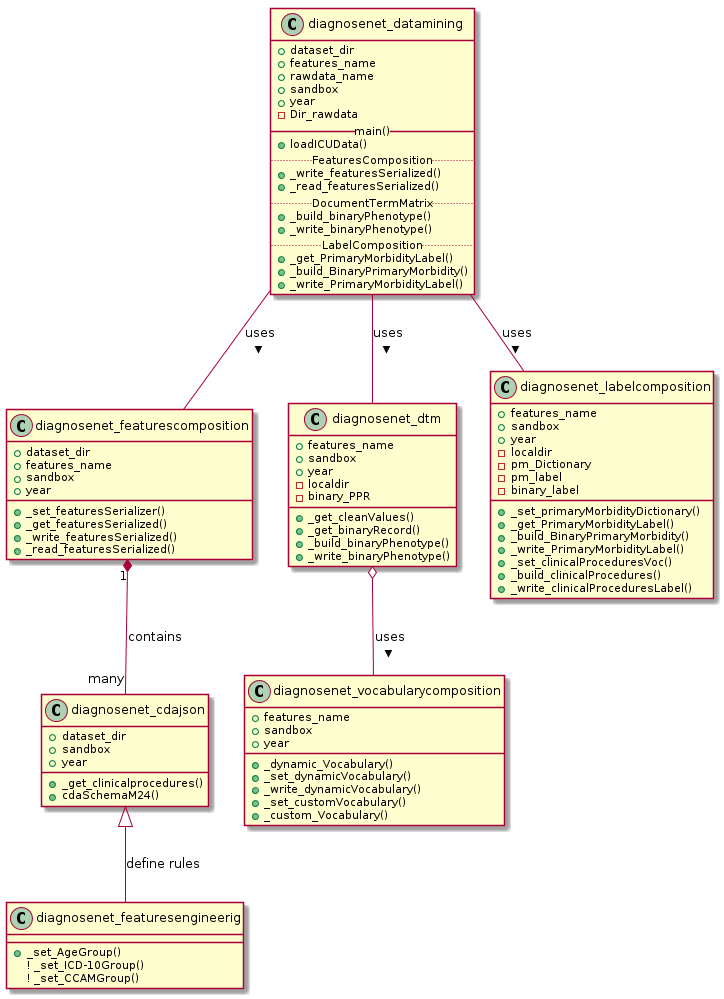 C diagnosenet_datamining
dataset_dir
features_name
rawdata_name
sandbox
year
Dir_rawdata
main()
loadICUData()
FeaturesComposition
_write_featuresSerialized()
_read_featuresSerialized()
DocumentTermMatrix
_build_binaryPhenotype()
_write_binaryPhenotype()
LabelComposition
_get_PrimaryMorbidityLabel()
_build_BinaryPrimaryMorbidity()
_write_PrimaryMorbidityLabel()
uses
uses
uses
C diagnosenet_featurescomposition
dataset_dir
features_name
sandbox
year
_set_featuresSerializer()
_get_featuresSerialized()
_write_featuresSerialized()
_read_featuresSerialized()
C diagnosenet_dtm
features_name
sandbox
year
localdir
binary_PPR
_get_cleanValues()
_get_binaryRecord()
_build_binaryPhenotype()
_write_binaryPhenotype()
C diagnosenet_labelcomposition
features_name
sandbox
year
localdir
pm_Dictionary
pm_label
binary_label
_set_primaryMorbidityDictionary()
_get_PrimaryMorbidityLabel()
_build_BinaryPrimaryMorbidity()
_write_PrimaryMorbidityLabel()
_set_clinicalProceduresVoc()
_build_clinicalProcedures()
_write_clinicalProceduresLabel()
1
contains
many
uses
C diagnosenet_cdajson
dataset_dir
sandbox
year
_get_clinicalprocedures()
cdaSchemaM24()
C diagnosenet_vocabularycomposition
features_name
sandbox
year
_dynamic_Vocabulary()
_set_dynamicVocabulary()
_write_dynamicVocabulary()
_set_customVocabulary()
_custom_Vocabulary()
define rules
C diagnosenet_featuresengineerig
_set_AgeGroup()
! _set_ICD-10Group()
! _set_CCAMGroup()